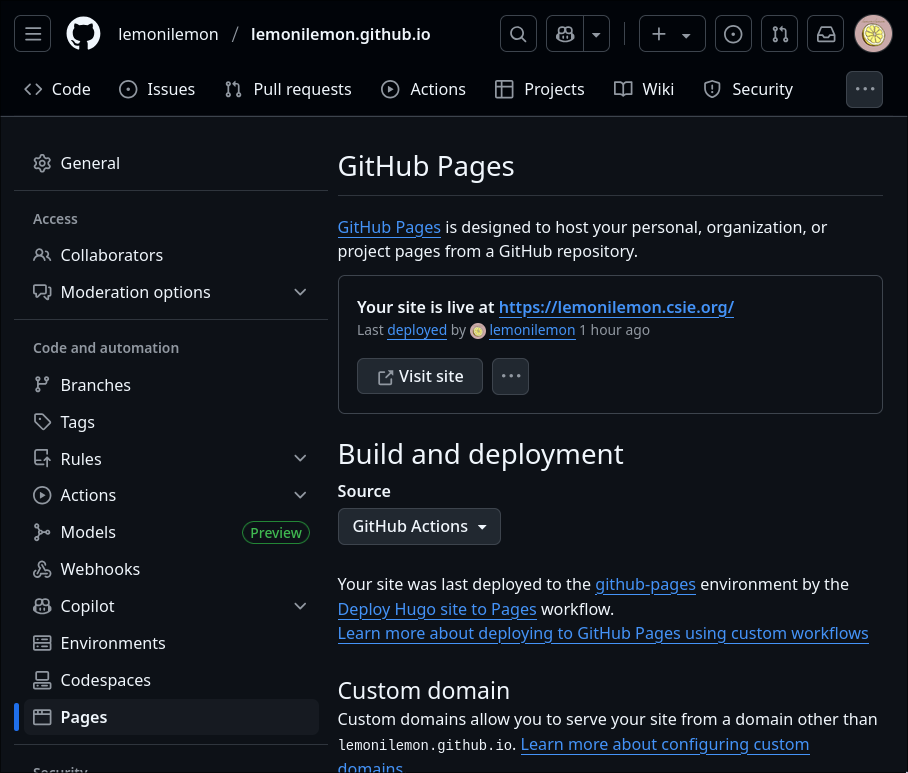 lemonilemon / lemonilemon.github.io
Code Issues Pull requests Actions Projects Wiki Security
General
Access
Collaborators
Moderation options
Code and automation
Branches
Tags
Rules
Actions
Models Preview
Webhooks
Copilot
Environments
Codespaces
Pages
Security
GitHub Pages
GitHub Pages is designed to host your personal, organization, or
project pages from a GitHub repository.
Your site is live at https://lemonilemon.csie.org/
Last deployed by lemonilemon 1 hour ago
Visit site
Build and deployment
Source
GitHub Actions
Your site was last deployed to the github-pages environment by the
Deploy Hugo site to Pages workflow.
Learn more about deploying to GitHub Pages using custom workflows
Custom domain
Custom domains allow you to serve your site from a domain other than
lemonilemon.github.io. Learn more about configuring custom
domains.